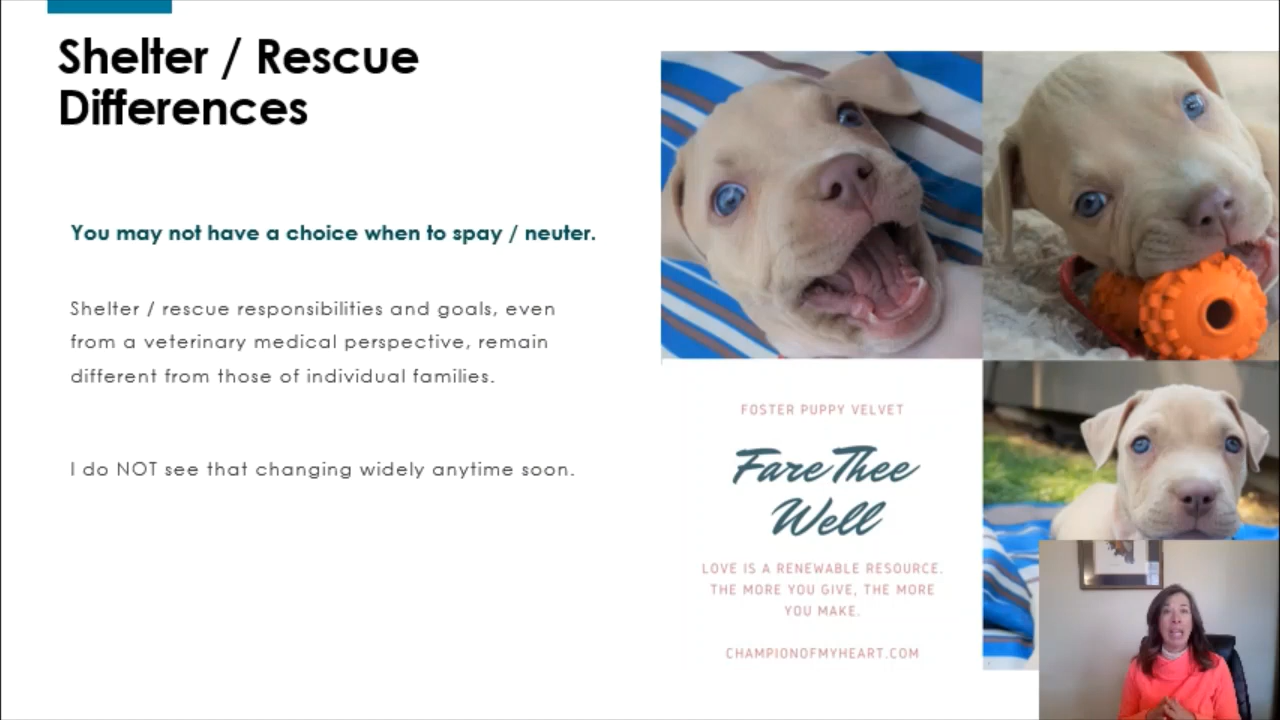 Shelter / Rescue
Differences
You may not have a choice when to spay / neuter.
Shelter / rescue responsibilities and goals, even
from a veterinary medical perspective, remain
different from those of individual families.
I do NOT see that changing widely anytime soon.
FOSTER PUPPY VELVET
Fare Thee
Well
LOVE IS A RENEWABLE RESOURCE.
THE MORE YOU GIVE, THE MORE
YOU MAKE.
CHAMPIONOFMYHEART.COM